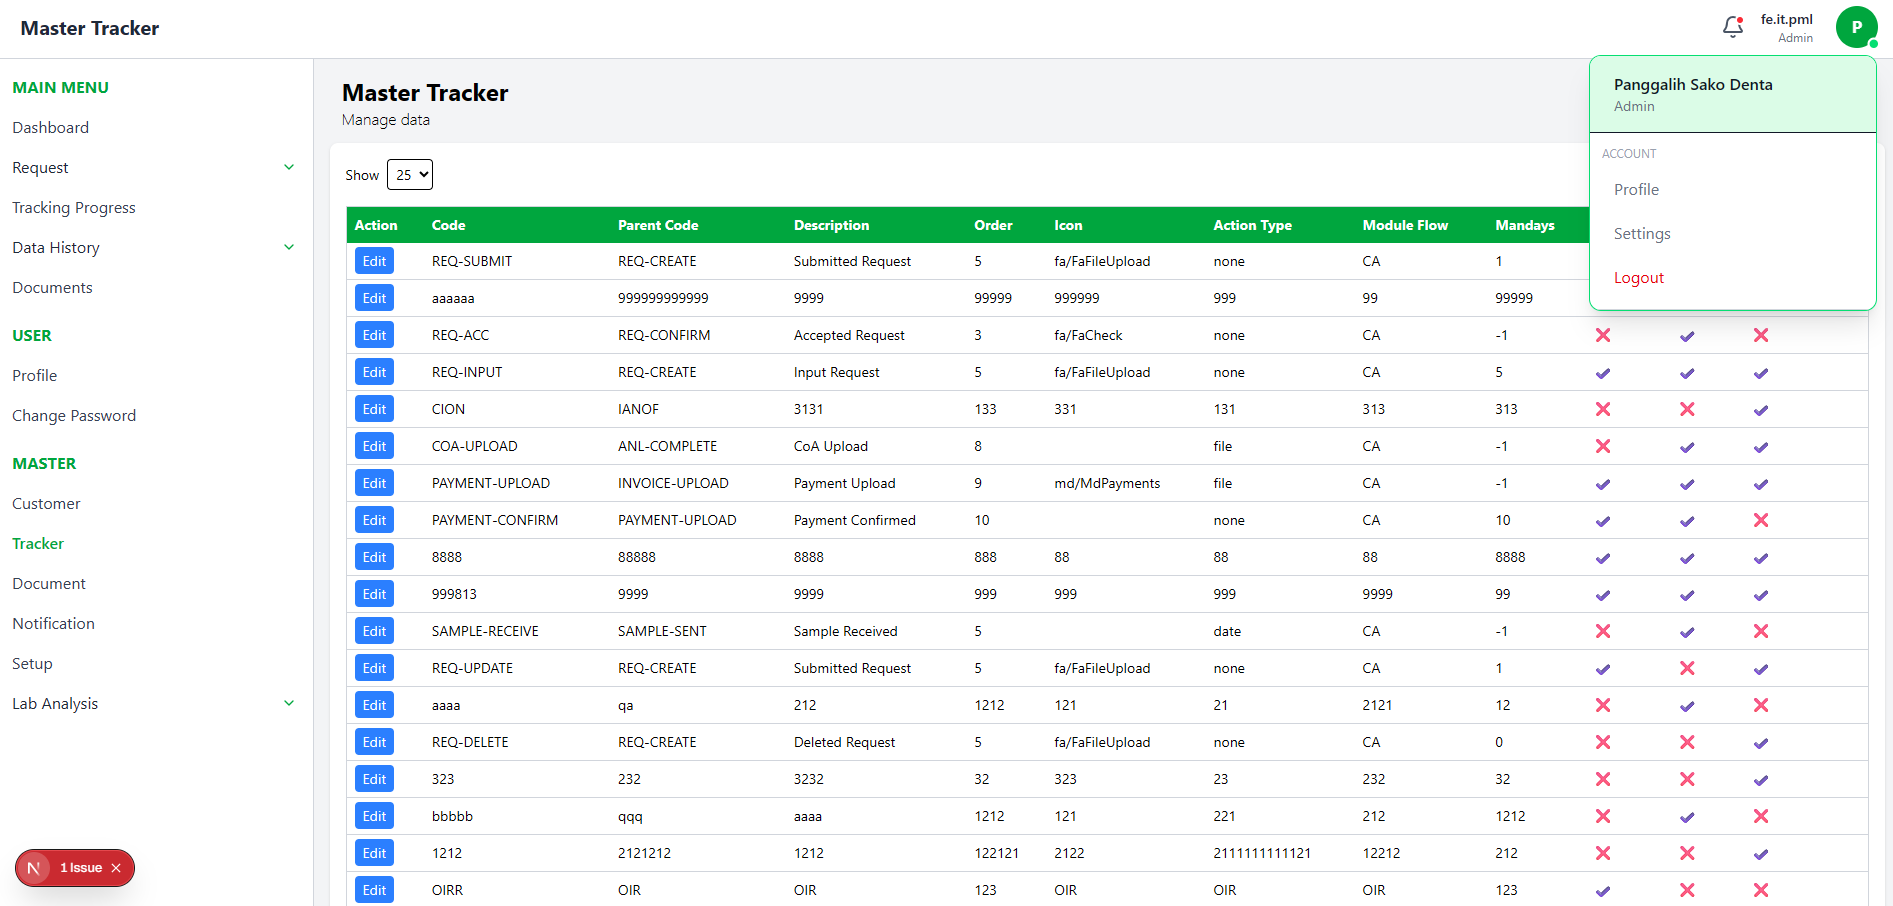 Master Tracker
fe.it.pml
Admin
P
Panggalih Sako Denta
Admin
ACCOUNT
Profile
Settings
Logout
MAIN MENU
Dashboard
Request
Tracking Progress
Data History
Documents
USER
Profile
Change Password
MASTER
Customer
Tracker
Document
Notification
Setup
Lab Analysis
N 1 Issue
Master Tracker
Manage data
Show 25
Action Code Parent Code Description Order Icon Action Type Module Flow Mandays
Edit REQ-SUBMIT REQ-CREATE Submitted Request 5 fa/FaFileUpload none CA 1
Edit aaaaaa 999999999999 9999 99999 999999 999 99 99999
Edit REQ-ACC REQ-CONFIRM Accepted Request 3 fa/FaCheck none CA -1
Edit REQ-INPUT REQ-CREATE Input Request 5 fa/FaFileUpload none CA 5
Edit CION IANOF 3131 133 331 131 313 313
Edit COA-UPLOAD ANL-COMPLETE CoA Upload 8 file CA -1
Edit PAYMENT-UPLOAD INVOICE-UPLOAD Payment Upload 9 md/MdPayments file CA -1
Edit PAYMENT-CONFIRM PAYMENT-UPLOAD Payment Confirmed 10 none CA 10
Edit 8888 88888 8888 888 88 88 88 8888
Edit 999813 9999 9999 999 999 999 9999 99
Edit SAMPLE-RECEIVE SAMPLE-SENT Sample Received 5 date CA -1
Edit REQ-UPDATE REQ-CREATE Submitted Request 5 fa/FaFileUpload none CA 1
Edit aaaa qa 212 1212 121 21 2121 12
Edit REQ-DELETE REQ-CREATE Deleted Request 5 fa/FaFileUpload none CA 0
Edit 323 232 3232 32 323 23 232 32
Edit bbbbb qqq aaaa 1212 121 221 212 1212
Edit 1212 2121212 1212 122121 2122 2111111111121 12212 212
Edit OIRR OIR OIR 123 OIR OIR OIR 123